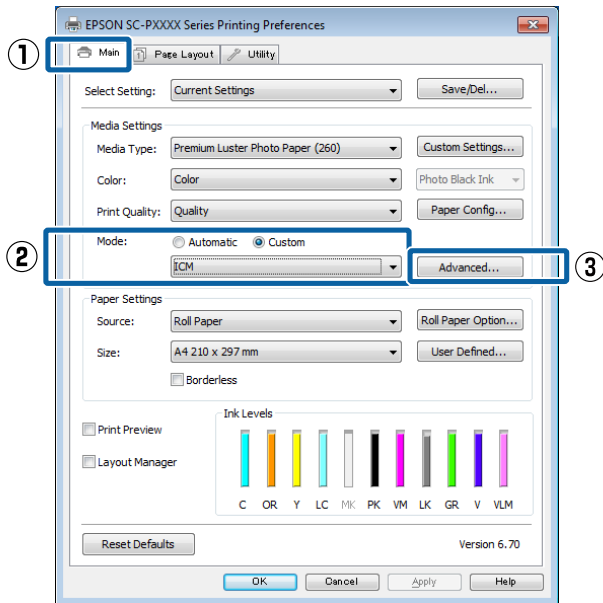 EPSON SC-PXXXX Series Printing Preferences
① Main Page Layout Utility
Select Setting: Current Settings Save/Del...
Media Settings
Media Type: Premium Luster Photo Paper (260) Custom Settings...
Color: Color Photo Black Ink
Print Quality: Quality Paper Config...
Mode: Automatic Custom
② ICM Advanced... ③
Paper Settings
Source: Roll Paper Roll Paper Option...
Size: A4 210 x 297 mm User Defined...
Borderless
Ink Levels
Print Preview
Layout Manager
C OR Y LC MK PK VM LK GR V VLM
Reset Defaults Version 6.70
OK Cancel Apply Help